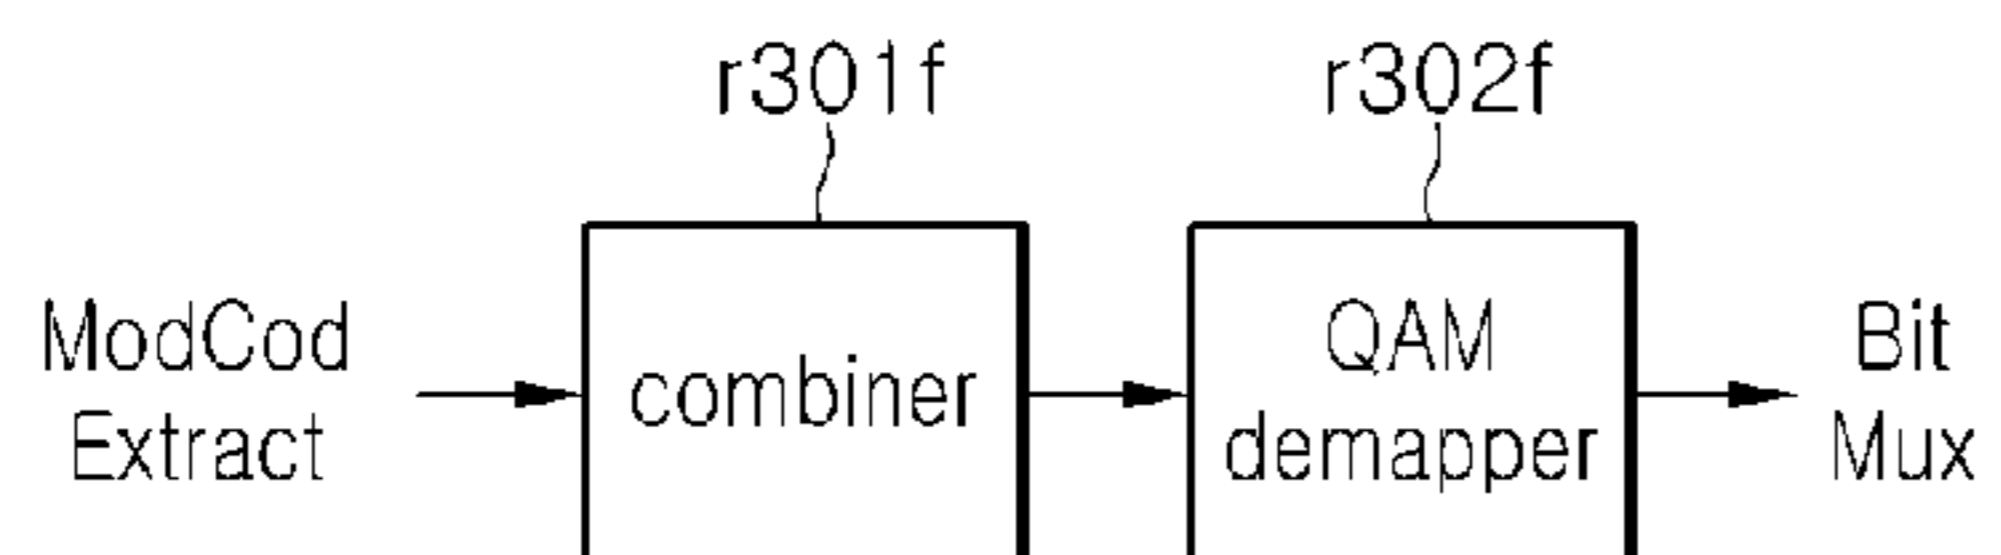 r301f
r302f
ModCod
Extract
combiner
QAM
demapper
Bit
Mux